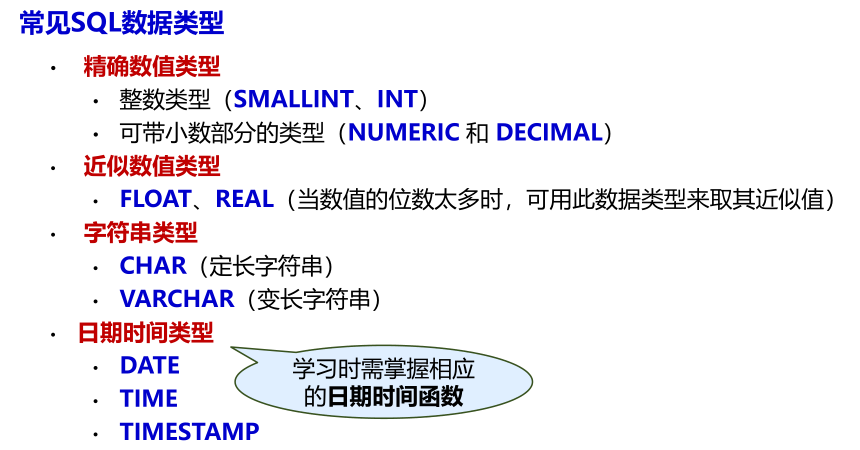 常见SQL数据类型
• 精确数值类型
• 整数类型（SMALLINT、INT）
• 可带小数部分的类型（NUMERIC 和 DECIMAL）
• 近似数值类型
• FLOAT、REAL（当数值的位数太多时，可用此数据类型来取其近似值）
• 字符串类型
• CHAR（定长字符串）
• VARCHAR（变长字符串）
• 日期时间类型
• DATE
• TIME
• TIMESTAMP
学习时需掌握相应
的日期时间函数